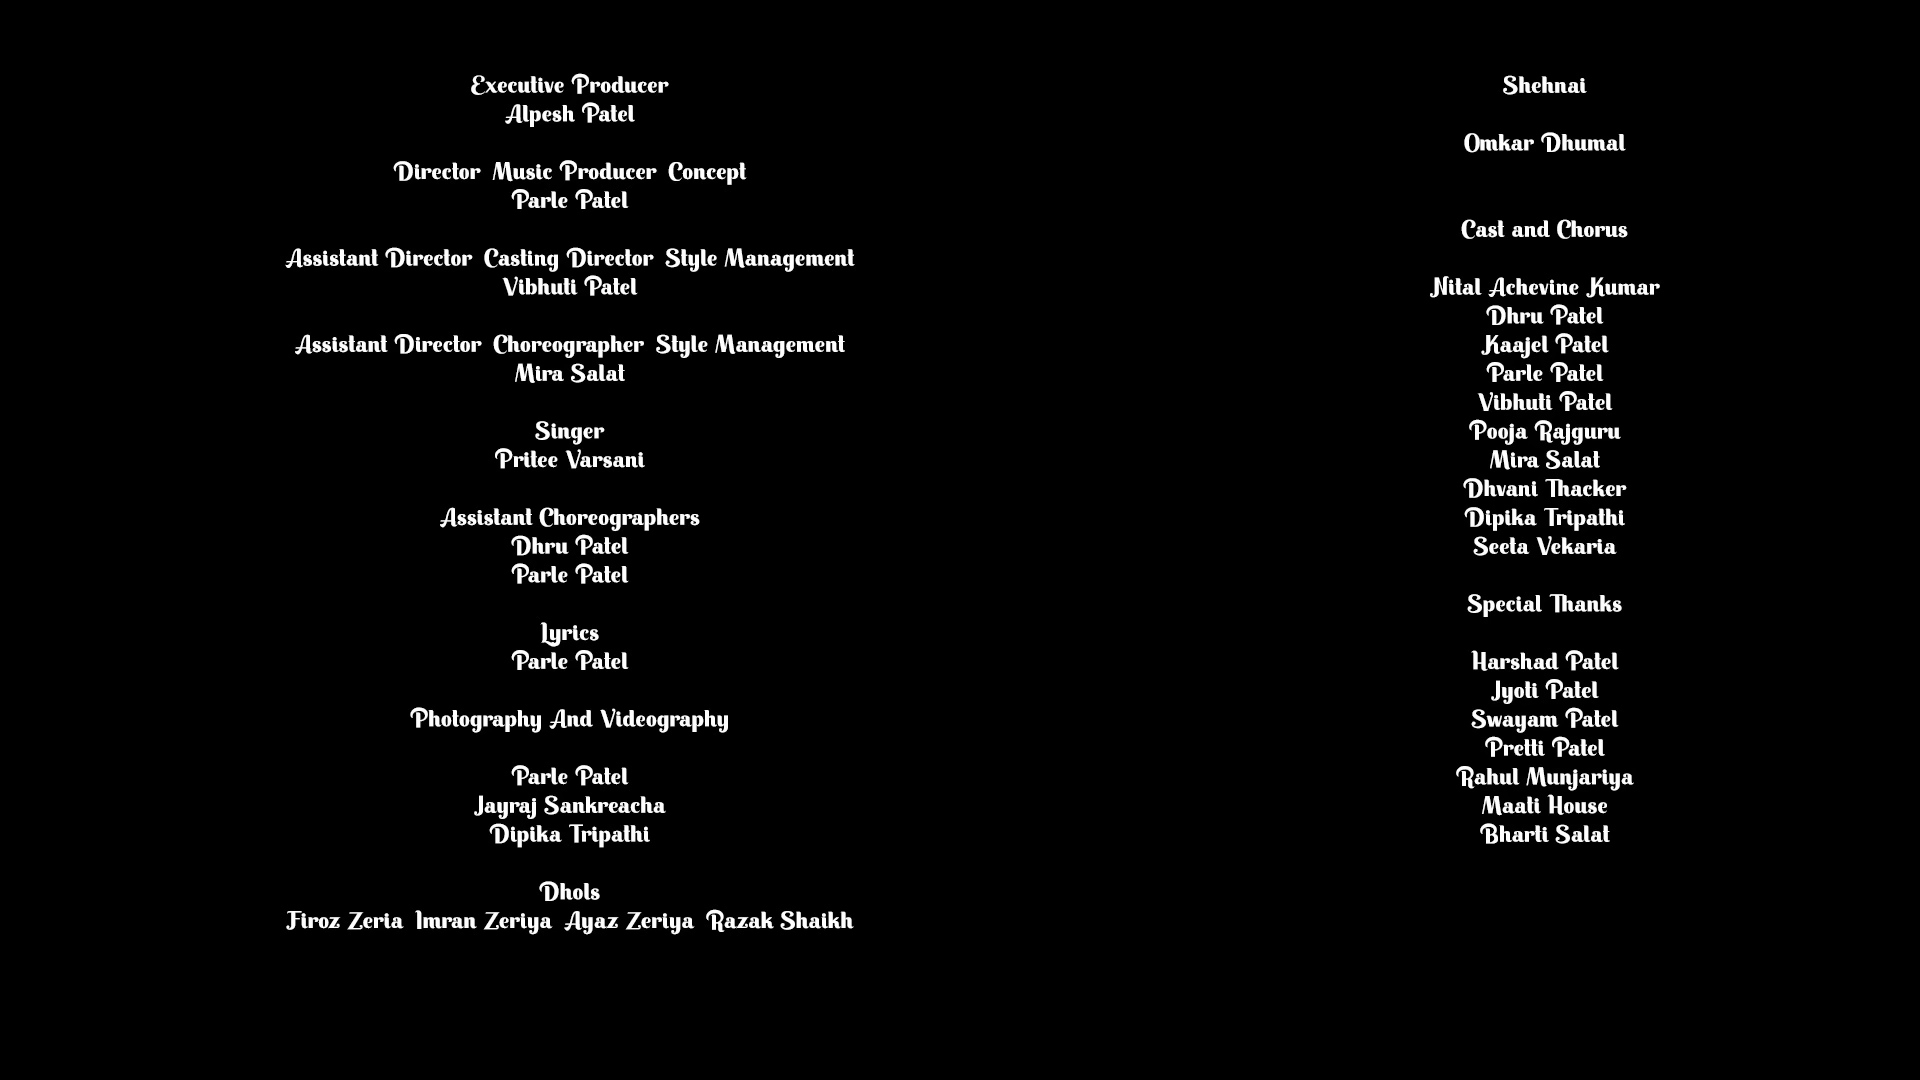 Executive Producer
Alpesh Patel
Director Music Producer Concept
Parle Patel
Assistant Director Casting Director Style Management
Vibhuti Patel
Assistant Director Choreographer Style Management
Mira Salat
Singer
Pritee Varsani
Assistant Choreographers
Dhru Patel
Parle Patel
Lyrics
Parle Patel
Photography And Videography
Parle Patel
Jayraj Sankreacha
Dipika Tripathi
Dhols
Firoz Zeria Imran Zeriya Ayaz Zeriya Razak Shaikh
Shehnai
Omkar Dhumal
Cast and Chorus
Nital Achevine Kumar
Dhru Patel
Kaajel Patel
Parle Patel
Vibhuti Patel
Pooja Rajguru
Mira Salat
Dhvani Thacker
Dipika Tripathi
Seeta Vekaria
Special Thanks
Harshad Patel
Jyoti Patel
Swayam Patel
Pretti Patel
Rahul Munjariya
Maati House
Bharti Salat